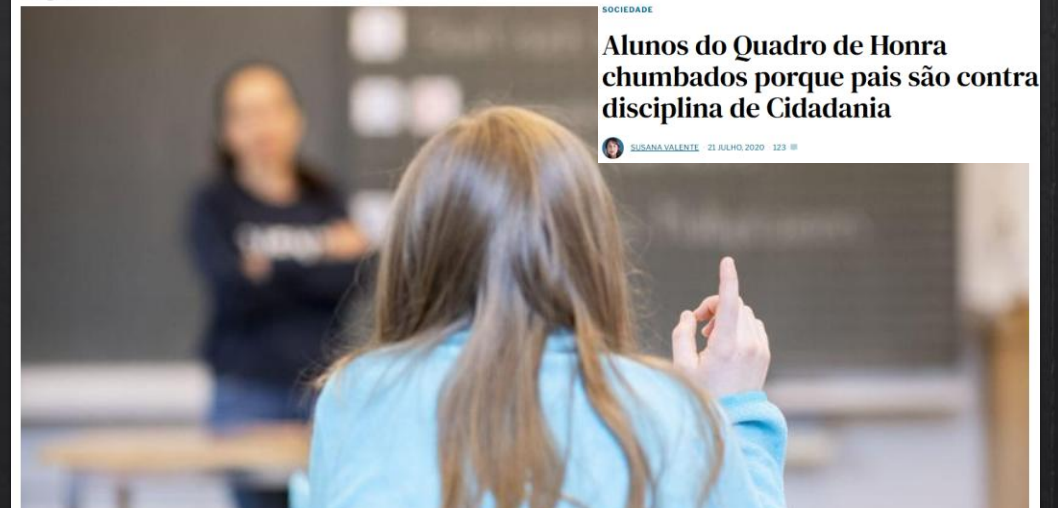 SOCIEDADE
Alunos do Quadro de Honra
chumbados porque pais são contra
disciplina de Cidadania
SUSANA VALENTE 21 JULHO, 2020 123